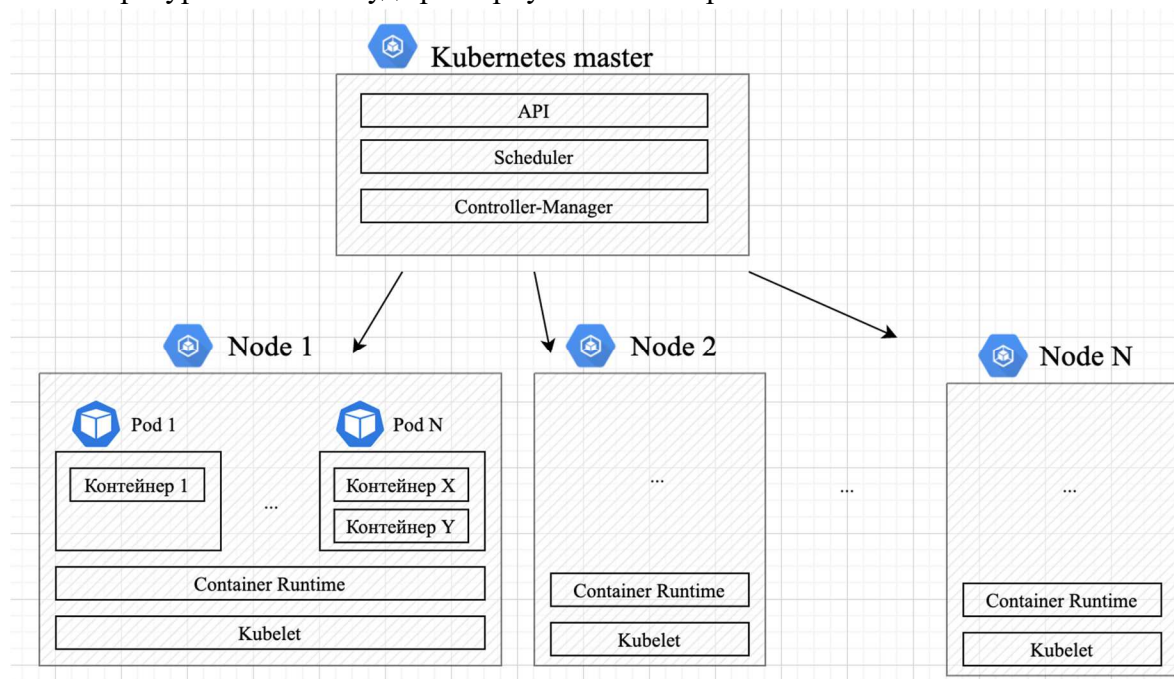 Kubernetes master
API
Scheduler
Controller-Manager
Node 1
Node 2
Node N
Pod 1
Pod N
Контейнер 1
...
Контейнер X
Контейнер Y
...
...
...
Container Runtime
Kubelet
Container Runtime
Kubelet
Container Runtime
Kubelet